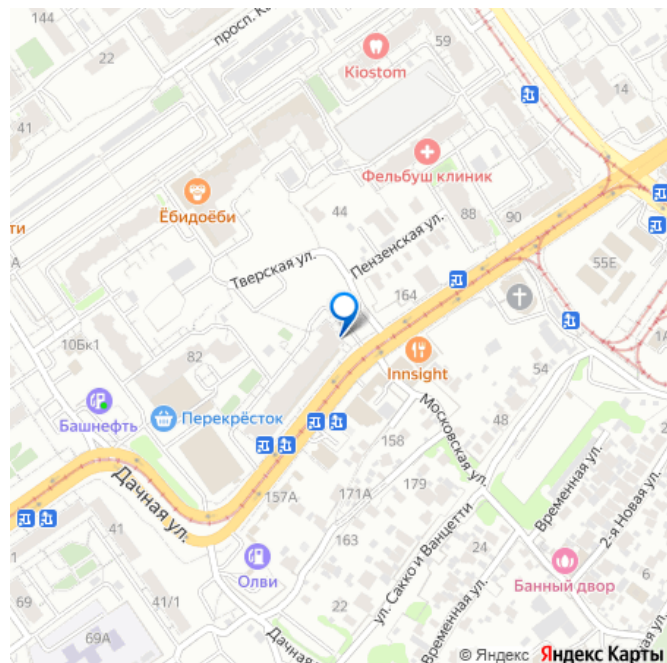 144
22
просп. К
59
Kiostom
14
41
Фельбуш клиник
Ёбидоёби
ти
А
44
88
90
Тверская ул.
Пензенская ул.
55Е
164
10Бк1
82
1А
Innsight
54
Башнефть
Перекрёсток
48
Московская ул.
158
Дачная ул.
157А
171А
179
Временная ул.
2-я Новая ул.
41
163
ул. Сакко и Ванцетти
24
Олви
Банный двор
6
69
41/1
22
Временная ул.
69А
Дачная
© Яндекс Яндекс Карты